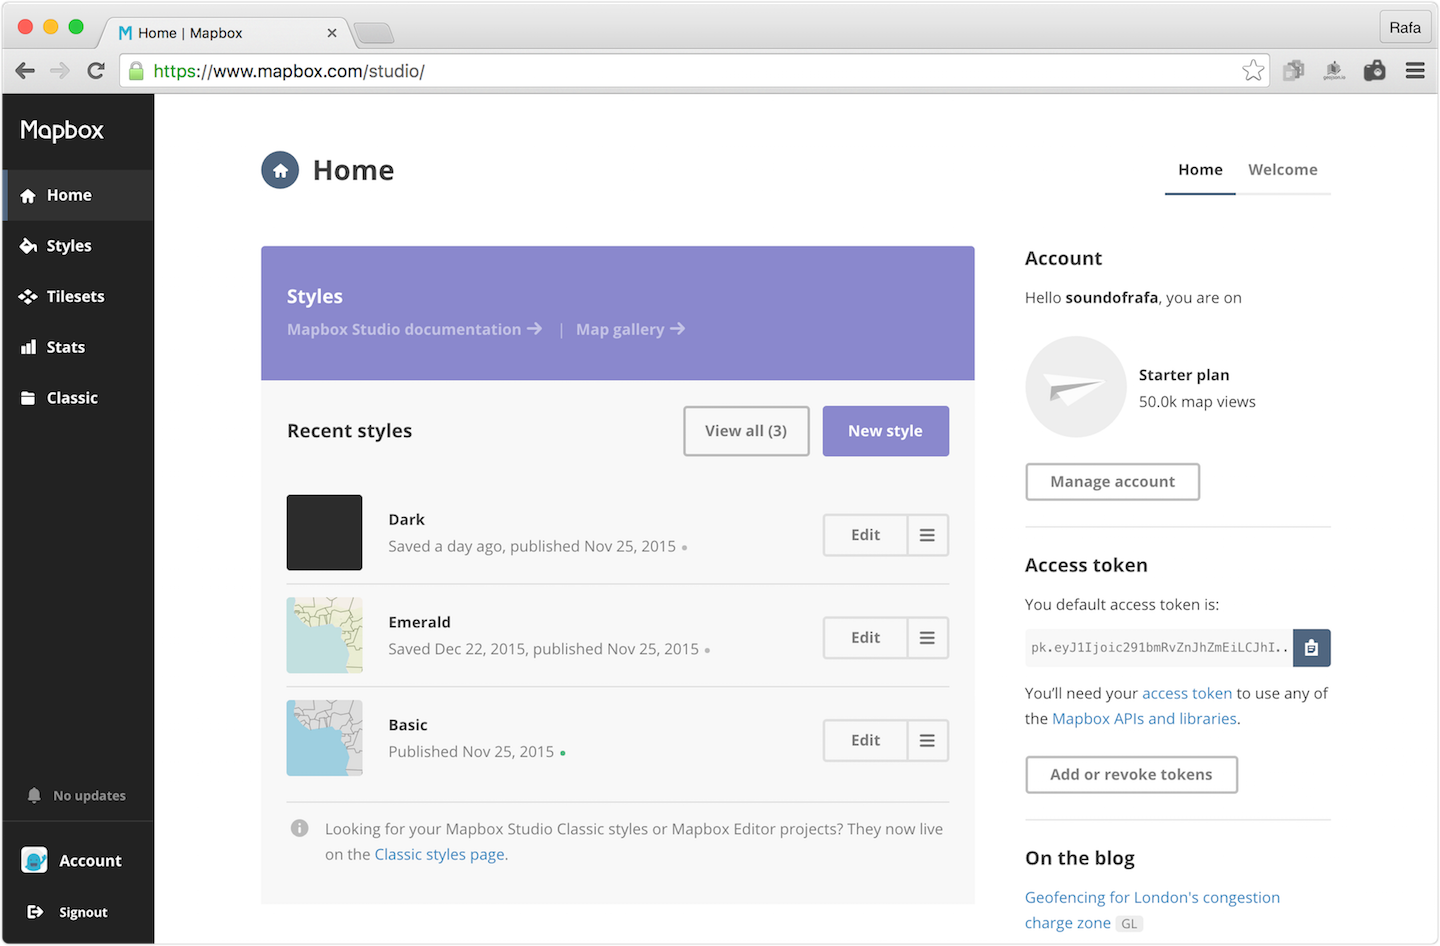 Home | Mapbox
Rafa
https://www.mapbox.com/studio/
Mapbox
Home
Styles
Tilesets
Stats
Classic
No updates
Account
Signout
Home
Home Welcome
Styles
Mapbox Studio documentation → | Map gallery →
Recent styles
View all (3)
New style
Dark
Saved a day ago, published Nov 25, 2015
Edit
Emerald
Saved Dec 22, 2015, published Nov 25, 2015
Edit
Basic
Published Nov 25, 2015
Edit
Looking for your Mapbox Studio Classic styles or Mapbox Editor projects? They now live
on the Classic styles page.
Account
Hello soundofrafa, you are on
Starter plan
50.0k map views
Manage account
Access token
You default access token is:
pk.eyJ1Ijoic291bmRvZnJhZmEiLCJhI..
You’ll need your access token to use any of
the Mapbox APIs and libraries.
Add or revoke tokens
On the blog
Geofencing for London's congestion
charge zone GL